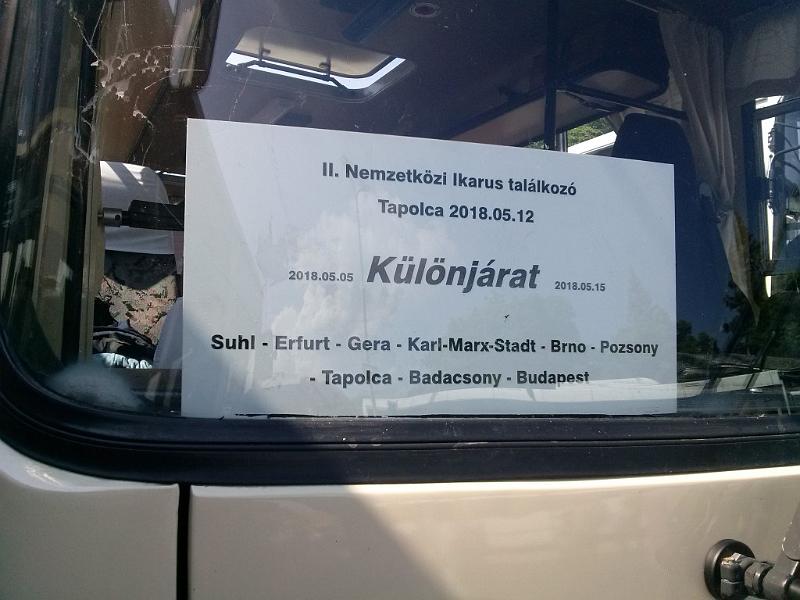 II. Nemzetközi Ikarus találkozó
Tapolca 2018.05.12
2018.05.05 Különjárat 2018.05.15
Suhl - Erfurt - Gera - Karl-Marx-Stadt - Brno - Pozsony
- Tapolca - Badacsony - Budapest